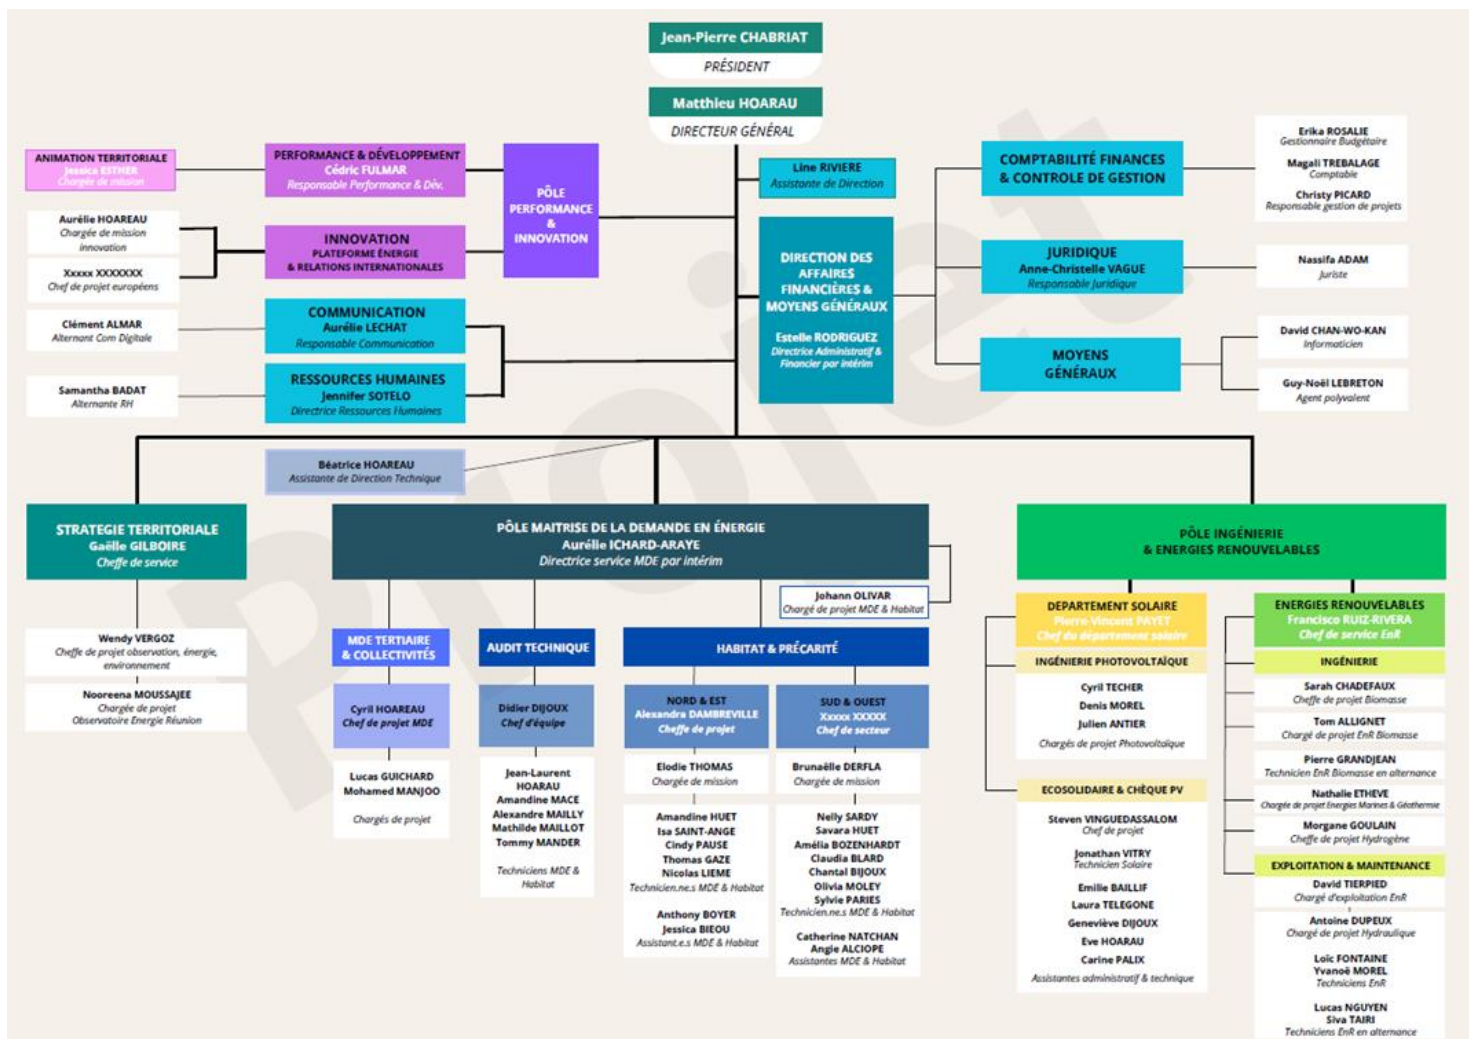 Jean-Pierre CHABRIAT
PRÉSIDENT
Matthieu HOARAU
DIRECTEUR GÉNÉRAL
ANIMATION TERRITORIALE
Jessica ESTHER
Chargée de mission
PERFORMANCE & DÉVELOPPEMENT
Cédric FULMAR
Responsable Performance & Dév.
PÔLE
PERFORMANCE
&
INNOVATION
Aurélie HOAREAU
Chargée de mission
innovation
Xxxxx XXXXXXX
Chef de projet européens
INNOVATION
PLATEFORME ÉNERGIE
& RELATIONS INTERNATIONALES
Clément ALMAR
Alternant Com Digitale
COMMUNICATION
Aurélie LECHAT
Responsable Communication
Samantha BADAT
Alternante RH
RESSOURCES HUMAINES
Jennifer SOTELO
Directrice Ressources Humaines
Line RIVIERE
Assistante de Direction
DIRECTION DES
AFFAIRES
FINANCIÈRES &
MOYENS GÉNÉRAUX
Estelle RODRIGUEZ
Directrice Administratif &
Financier par intérim
COMPTABILITÉ FINANCES
& CONTROLE DE GESTION
Erika ROSALIE
Gestionnaire Budgétaire
Magali TREBALAGE
Comptable
Christy PICARD
Responsable gestion de projets
JURIDIQUE
Anne-Christelle VAGUE
Responsable Juridique
Nassifa ADAM
Juriste
MOYENS
GÉNÉRAUX
David CHAN-WO-KAN
Informaticien
Guy-Noël LEBRETON
Agent polyvalent
Béatrice HOAREAU
Assistante de Direction Technique
STRATEGIE TERRITORIALE
Gaëlle GILBOIRE
Cheffe de service
Wendy VERGOZ
Cheffe de projet observation, énergie,
environnement
Nooreena MOUSSAJEE
Chargée de projet
Observatoire Energie Réunion
PÔLE MAITRISE DE LA DEMANDE EN ÉNERGIE
Aurélie ICHARD-ARAYE
Directrice service MDE par intérim
Johann OLIVAR
Chargé de projet MDE & Habitat
MDE TERTIAIRE
& COLLECTIVITÉS
Cyril HOAREAU
Chef de projet MDE
Lucas GUICHARD
Mohamed MANJOO
Chargés de projet
AUDIT TECHNIQUE
Didier DIJOUX
Chef d'équipe
Jean-Laurent
HOARAU
Amandine MACE
Alexandre MAILLY
Mathilde MAILLOT
Tommy MANDER
Techniciens MDE &
Habitat
HABITAT & PRÉCARITÉ
NORD & EST
Alexandra DAMBREVILLE
Cheffe de projet
Elodie THOMAS
Chargée de mission
Amandine HUET
Isa SAINT-ANGE
Cindy PAUSE
Thomas GAZE
Nicolas LIEME
Technicien.ne.s MDE & Habitat
Anthony BOYER
Jessica BIEOU
Assistant.e.s MDE & Habitat
SUD & OUEST
Xxxxx XXXXX
Chef de secteur
Brunaëlle DERFLA
Chargée de mission
Nelly SARDY
Savara HUET
Amélia BOZENHARDT
Claudia BLARD
Chantal BIJOUX
Olivia MOLEY
Sylvie PARIES
Technicien.ne.s MDE & Habitat
Catherine NATCHAN
Angie ALCIOPE
Assistantes MDE & Habitat
PÔLE INGÉNIERIE
& ENERGIES RENOUVELABLES
DEPARTEMENT SOLAIRE
Pierre-Vincent PAYET
Chef du département solaire
INGÉNIERIE PHOTOVOLTAÏQUE
Cyril TECHER
Denis MOREL
Julien ANTIER
Chargés de projet Photovoltaïque
ECOSOLIDAIRE & CHÈQUE PV
Steven VINGUEDASSALOM
Chef de projet
Jonathan VITRY
Technicien Solaire
Emilie BAILLIF
Laura TELEGONE
Geneviève DIJOUX
Eve HOARAU
Carine PALIX
Assistantes administratif & technique
ENERGIES RENOUVELABLES
Francisco RUIZ-RIVERA
Chef de service EnR
INGÉNIERIE
Sarah CHADEFAUX
Cheffe de projet Biomasse
Tom ALLIGNET
Chargé de projet EnR Biomasse
Pierre GRANDJEAN
Technicien EnR Biomasse en alternance
Nathalie ETHEVE
Chargée de projet Energies Marines & Géothermie
Morgane GOULAIN
Cheffe de projet Hydrogène
EXPLOITATION & MAINTENANCE
David TIERPIED
Chargé d'exploitation EnR
Antoine DUPEUX
Chargé de projet Hydraulique
Loïc FONTAINE
Yvanoë MOREL
Techniciens EnR
Lucas NGUYEN
Siva TAIRI
Techniciens EnR en alternance
Projet